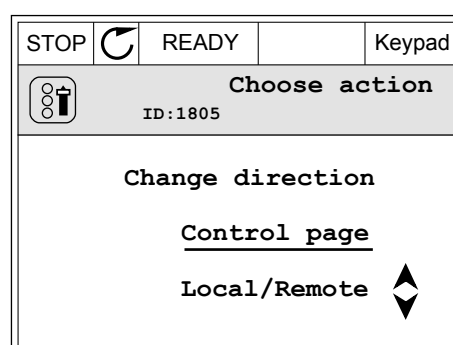 STOP READY Keypad
Choose action
ID:1805
Change direction
Control page
Local/Remote